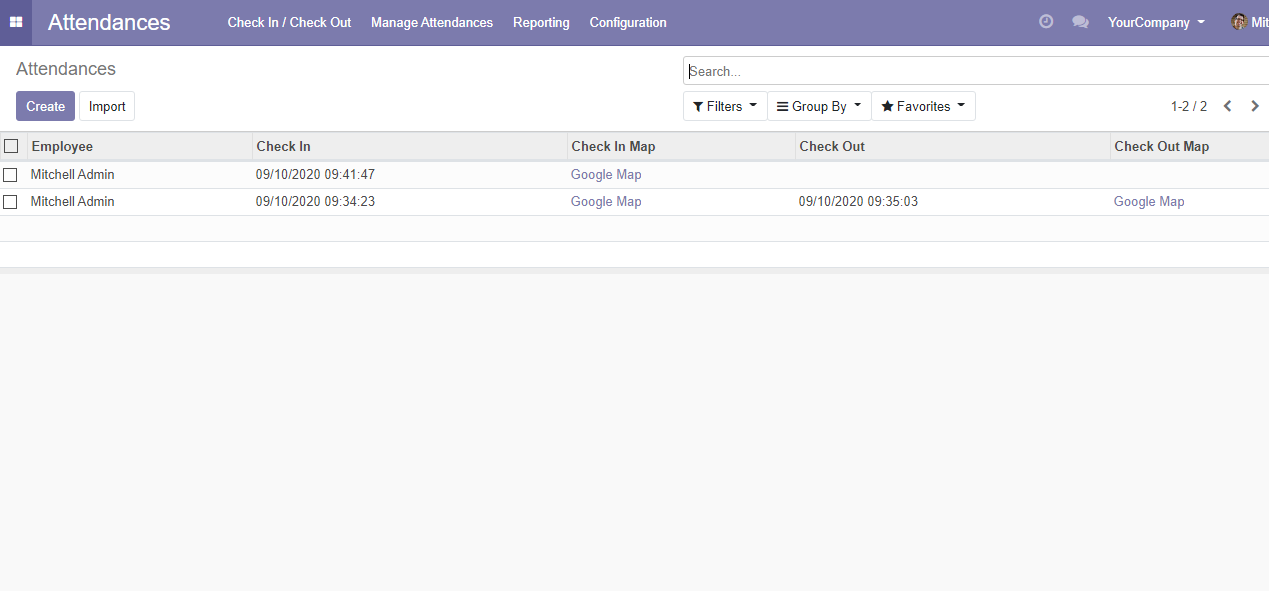 Attendances Check In / Check Out Manage Attendances Reporting Configuration YourCompany Mit
Attendances
Search...
Create Import Filters Group By Favorites 1-2 / 2
Employee Check In Check In Map Check Out Check Out Map
Mitchell Admin 09/10/2020 09:41:47 Google Map
Mitchell Admin 09/10/2020 09:34:23 Google Map 09/10/2020 09:35:03 Google Map